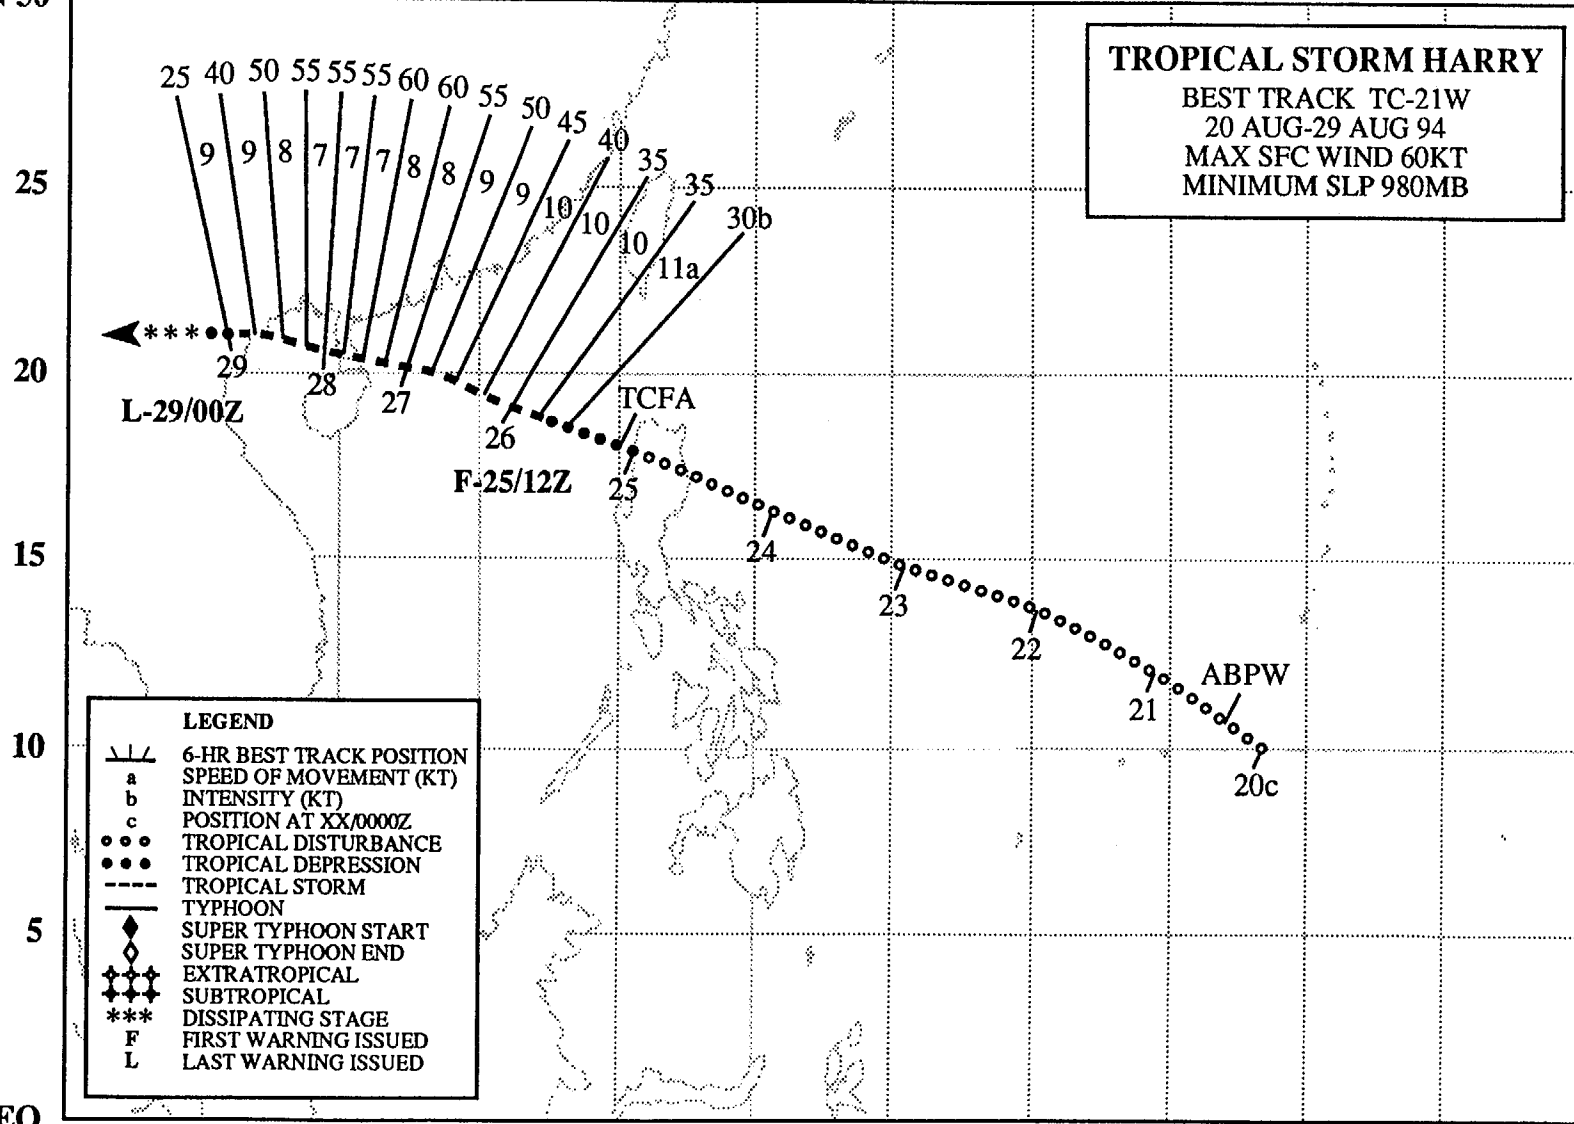 N 30
TROPICAL STORM HARRY
BEST TRACK TC-21W
20 AUG-29 AUG 94
MAX SFC WIND 60KT
MINIMUM SLP 980MB
25 40 50 55 55 55 60 60 55 50 45 40 35 35 30b
9 9 8 7 7 7 8 8 9 9 10 10 10 11a
25
20
15
10
5
EQ
***
29
28
27
26
25
24
23
22
21
20c
L-29/00Z
F-25/12Z
TCFA
ABPW
LEGEND
6-HR BEST TRACK POSITION
a SPEED OF MOVEMENT (KT)
b INTENSITY (KT)
c POSITION AT XX/0000Z
TROPICAL DISTURBANCE
TROPICAL DEPRESSION
TROPICAL STORM
TYPHOON
SUPER TYPHOON START
SUPER TYPHOON END
EXTRATROPICAL
SUBTROPICAL
*** DISSIPATING STAGE
F FIRST WARNING ISSUED
L LAST WARNING ISSUED